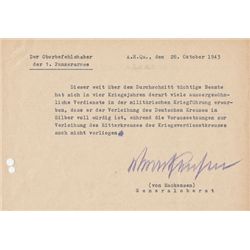 Der Oberbefehlshaber
der 1. Panzerarmee
A.H.Qu., den 26. October 1943
Dieser weit über dem Durchschnitt tüchtige Beamte
hat sich in vier Kriegsjahren derart viele aussergewöhn-
liche Verdienste in der militärischen Kriegführung erwor-
ben, dass er der Verleihung des Deutschen Kreuzes in
Silber voll würdig ist, während die Voraussetzungen zur
Verleihung des Ritterkreuzes des Kriegsverdienstkreuzes
noch nicht vorliegen.
(von Mackensen)
Generaloberst